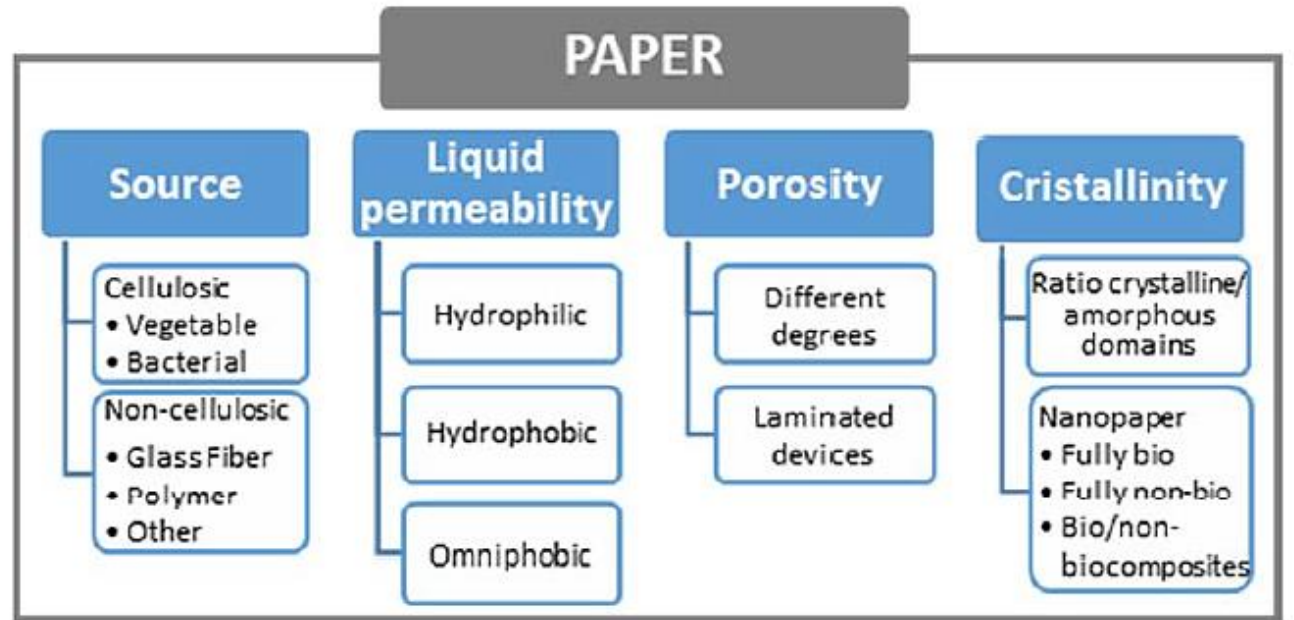 PAPER
Source
Cellulosic
• Vegetable
• Bacterial
Non-cellulosic
• Glass Fiber
• Polymer
• Other
Liquid
permeability
Hydrophilic
Hydrophobic
Omniphobic
Porosity
Different
degrees
Laminated
devices
Cristallinity
Ratio crystalline/
amorphous
domains
Nanopaper
• Fully bio
• Fully non-bio
• Bio/non-
biocomposites